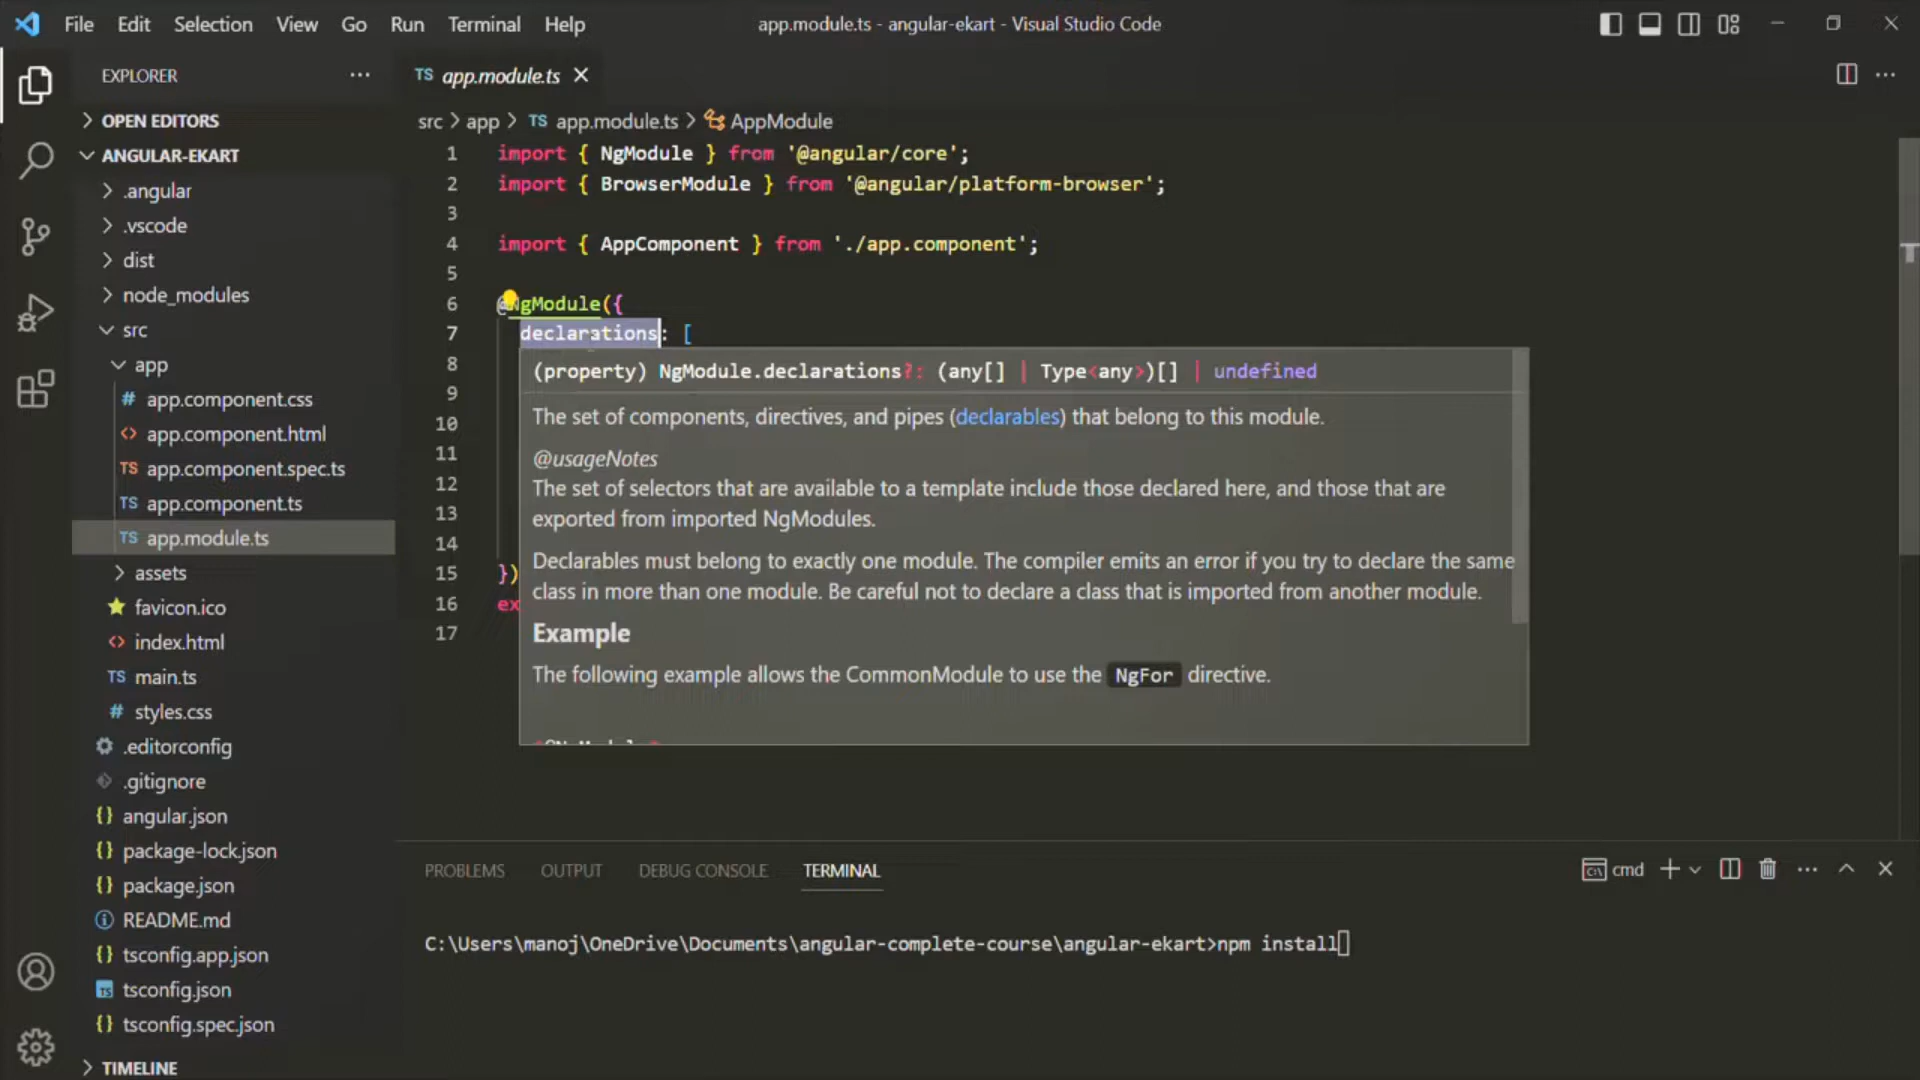 File Edit Selection View Go Run Terminal Help
app.module.ts - angular-ekart - Visual Studio Code
EXPLORER
OPEN EDITORS
ANGULAR-EKART
.angular
.vscode
dist
node_modules
src
app
# app.component.css
<> app.component.html
TS app.component.spec.ts
TS app.component.ts
TS app.module.ts
assets
favicon.ico
<> index.html
TS main.ts
# styles.css
.editorconfig
.gitignore
{} angular.json
{} package-lock.json
{} package.json
README.md
{} tsconfig.app.json
TS tsconfig.json
{} tsconfig.spec.json
TIMELINE
TS app.module.ts
src > app > TS app.module.ts > AppModule
1 import { NgModule } from '@angular/core';
2 import { BrowserModule } from '@angular/platform-browser';
3
4 import { AppComponent } from './app.component';
5
6 @NgModule({
7 declarations: [
8
9
10
11
12
13
14
15 })
16 ex
17
(property) NgModule.declarations?: (any[] | Type<any>)[] | undefined
The set of components, directives, and pipes (declarables) that belong to this module.
@usageNotes
The set of selectors that are available to a template include those declared here, and those that are
exported from imported NgModules.
Declarables must belong to exactly one module. The compiler emits an error if you try to declare the same
class in more than one module. Be careful not to declare a class that is imported from another module.
Example
The following example allows the CommonModule to use the NgFor directive.
PROBLEMS OUTPUT DEBUG CONSOLE TERMINAL
cmd
C:\Users\manoj\OneDrive\Documents\angular-complete-course\angular-ekart>npm install